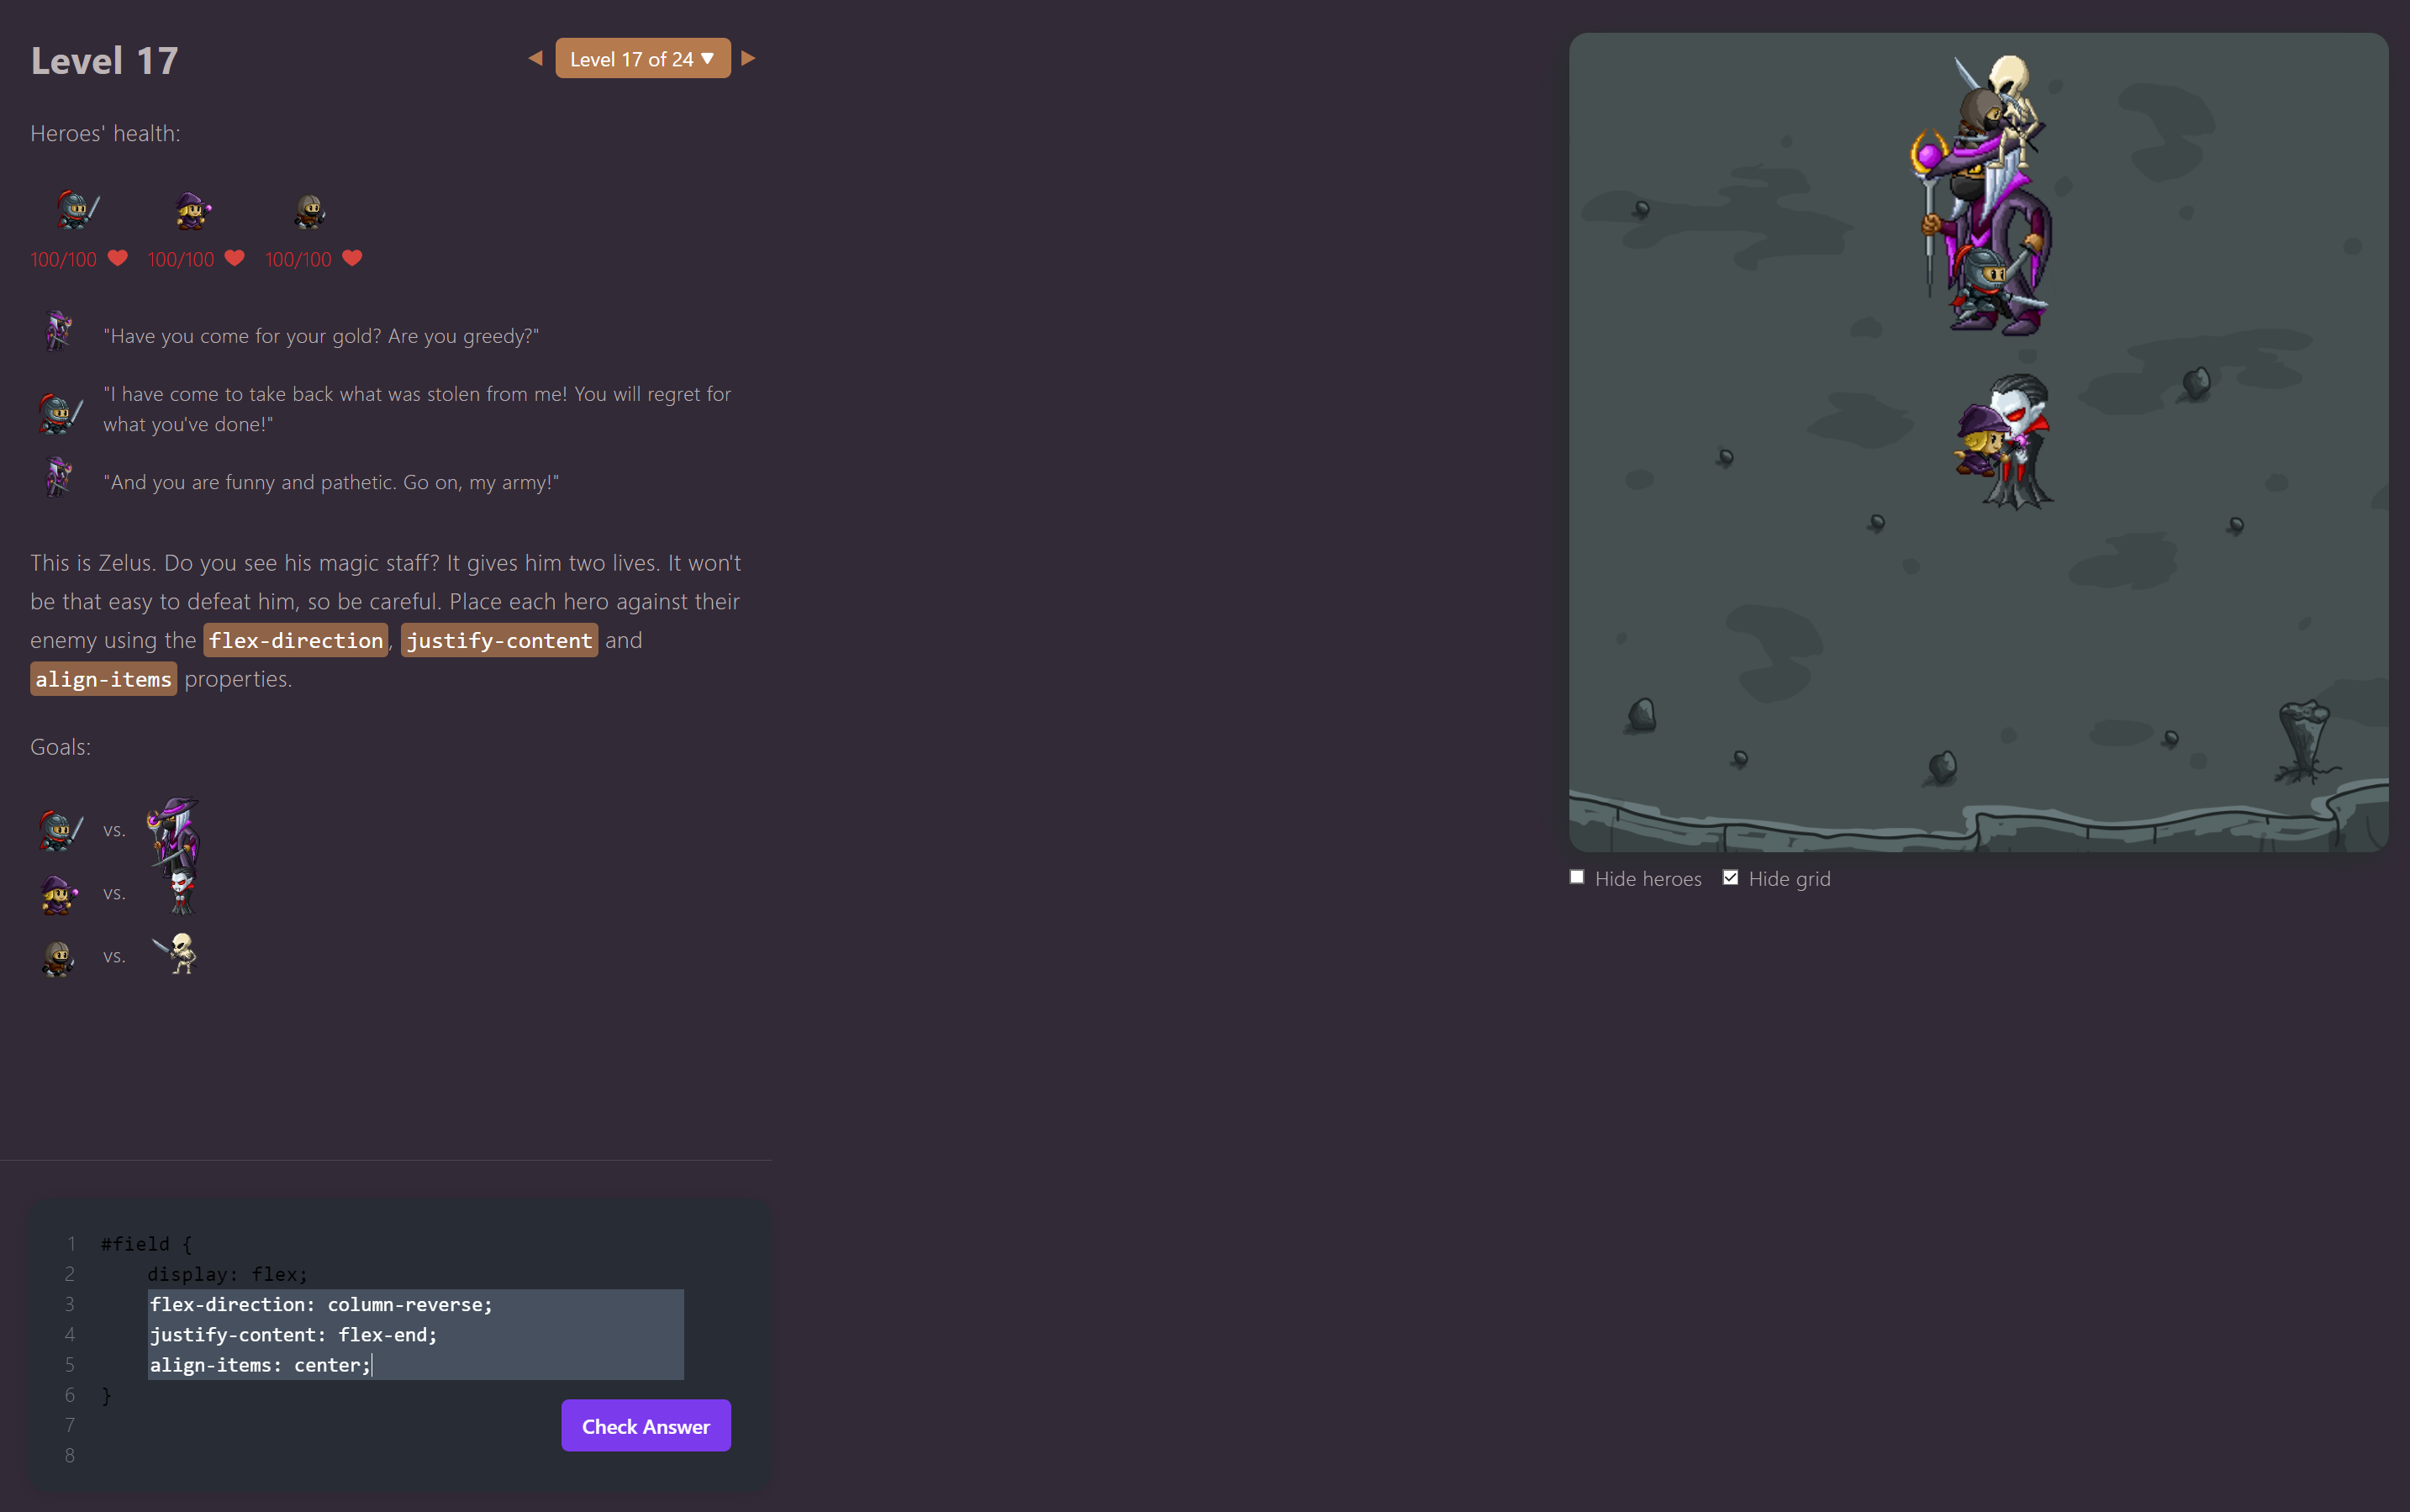 Level 17
Level 17 of 24 ▼
Heroes' health:
100/100 100/100 100/100
"Have you come for your gold? Are you greedy?"
"I have come to take back what was stolen from me! You will regret for
what you've done!"
"And you are funny and pathetic. Go on, my army!"
This is Zelus. Do you see his magic staff? It gives him two lives. It won't
be that easy to defeat him, so be careful. Place each hero against their
enemy using the flex-direction, justify-content and
align-items properties.
Goals:
vs.
vs.
vs.
Hide heroes Hide grid
1 #field {
2 display: flex;
3 flex-direction: column-reverse;
4 justify-content: flex-end;
5 align-items: center;
6 }
7
8
Check Answer